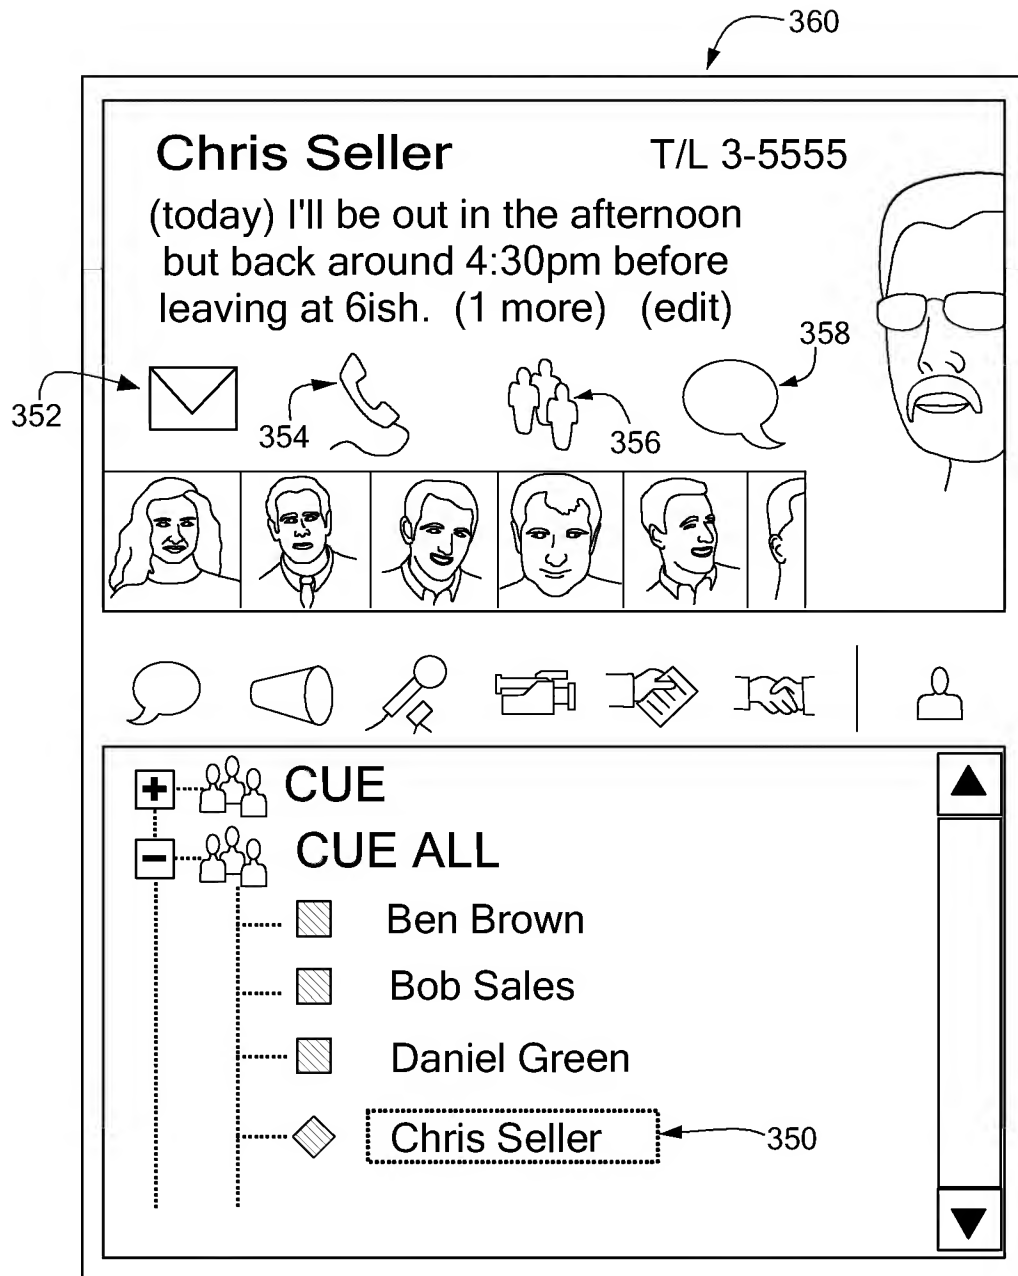 360
Chris Seller T/L 3-5555
(today) I'll be out in the afternoon
but back around 4:30pm before
leaving at 6ish. (1 more) (edit)
358
352
354
356
CUE
CUE ALL
Ben Brown
Bob Sales
Daniel Green
Chris Seller
350